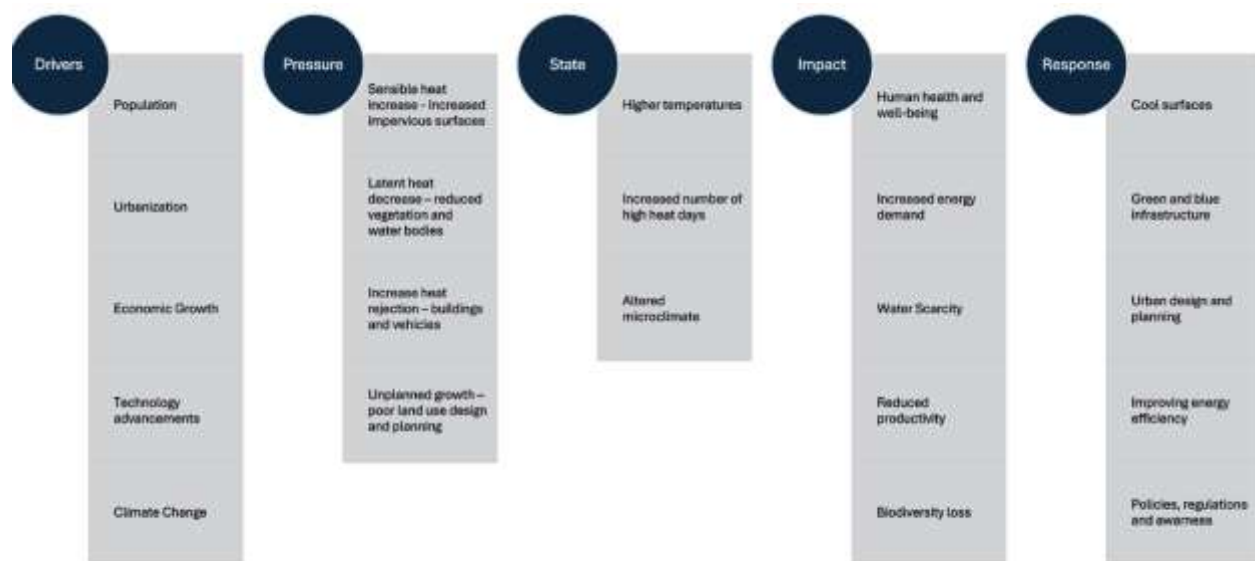 Drivers
Population
Urbanization
Economic Growth
Technology
advancements
Climate Change
Pressure
Sensible heat
increase - increased
impervious surfaces
Latent heat
decrease – reduced
vegetation and
water bodies
Increase heat
rejection – buildings
and vehicles
Unplanned growth –
poor land use design
and planning
State
Higher temperatures
Increased number of
high heat days
Altered
microclimate
Impact
Human health and
well-being
Increased energy
demand
Water Scarcity
Reduced
productivity
Biodiversity loss
Response
Cool surfaces
Green and blue
infrastructure
Urban design and
planning
Improving energy
efficiency
Policies, regulations
and awarness